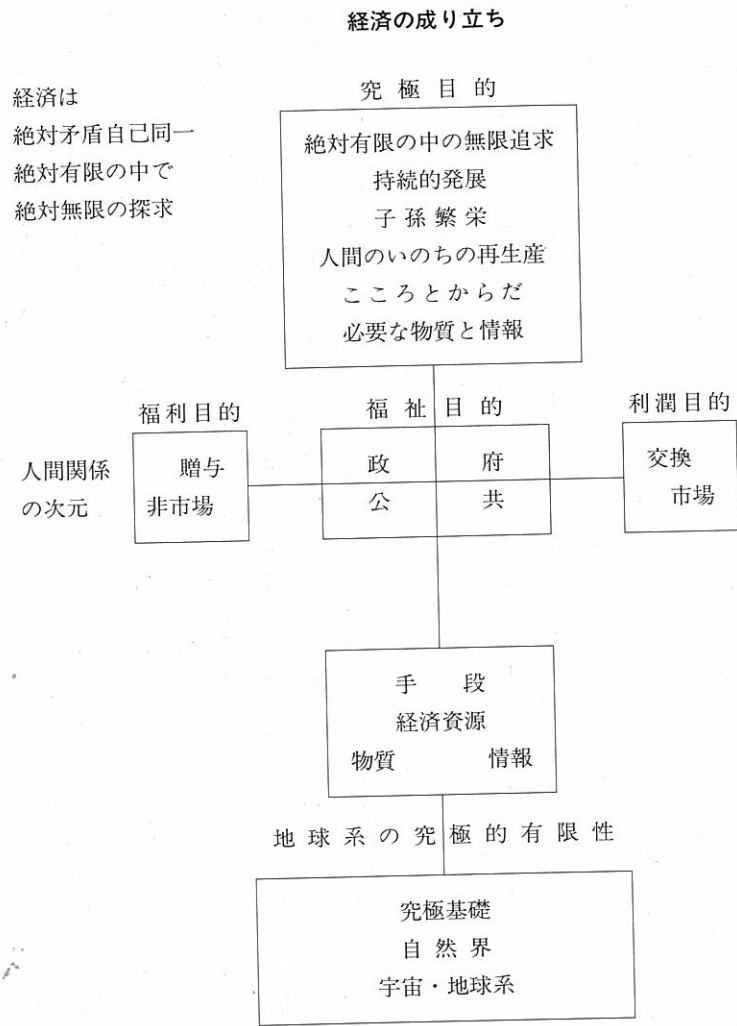 経済の成り立ち
経済は
絶対矛盾自己同一
絶対有限の中で
絶対無限の探求
究極目的
絶対有限の中の無限追求
持続的発展
子孫繁栄
人間のいのちの再生産
こころとからだ
必要な物質と情報
福利目的
福祉目的
利潤目的
人間関係
の次元
贈与
非市場
政府
公共
交換
市場
手段
経済資源
物質 情報
地球系の究極的有限性
究極基礎
自然界
宇宙・地球系